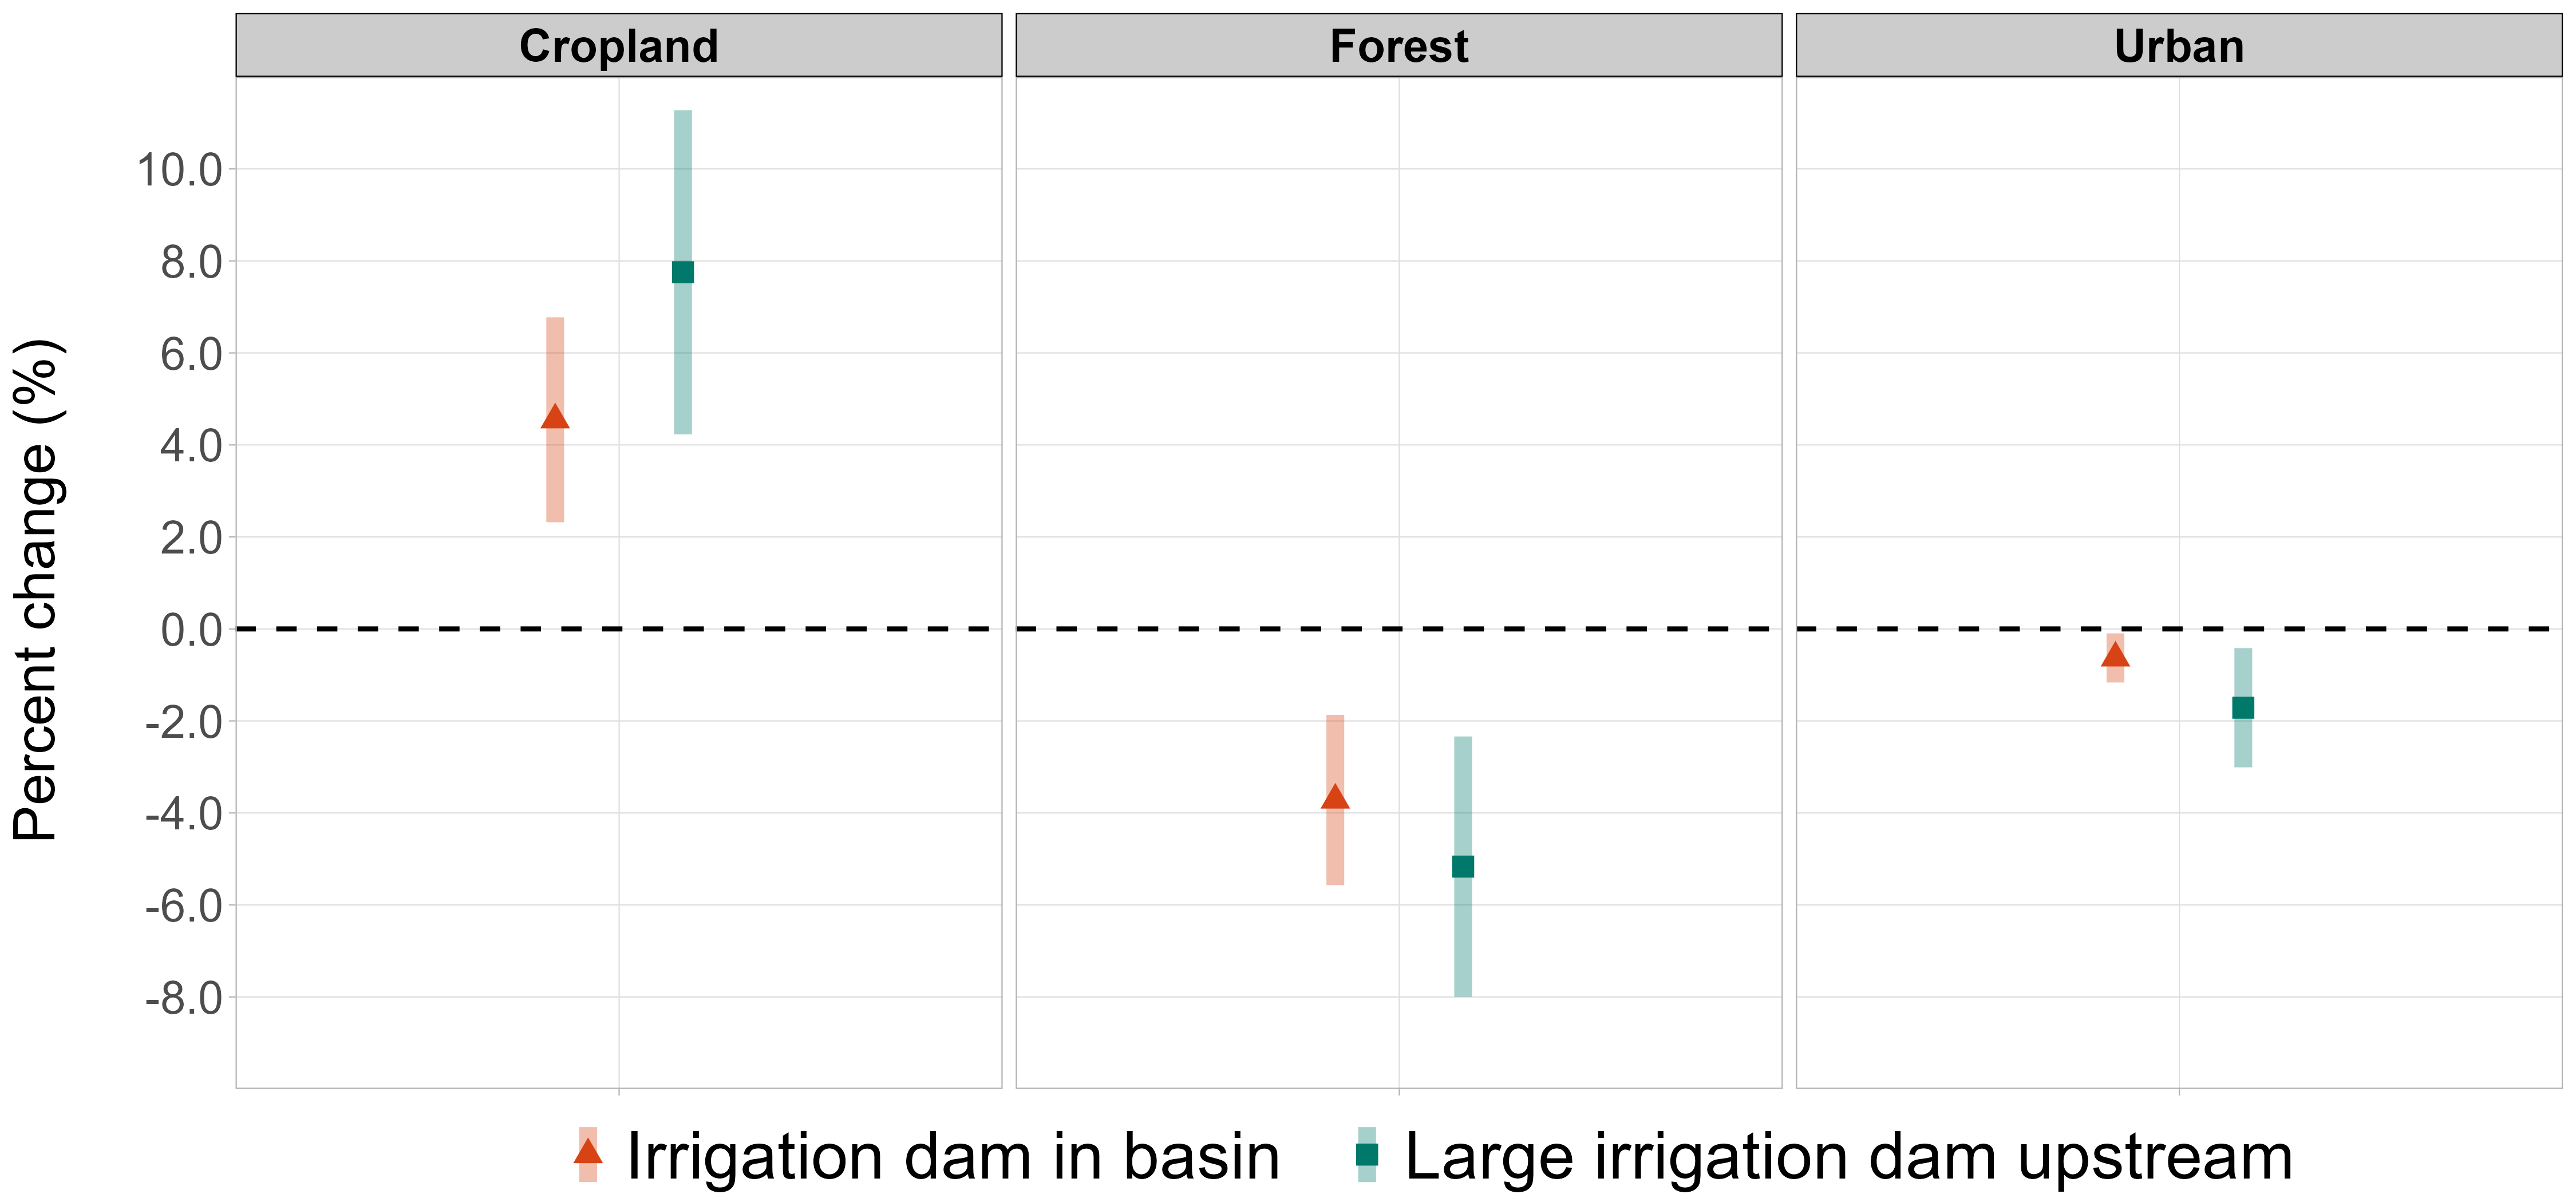 Cropland
Forest
Urban
Percent change (%)
10.0
8.0
6.0
4.0
2.0
0.0
-2.0
-4.0
-6.0
-8.0
Irrigation dam in basin
Large irrigation dam upstream